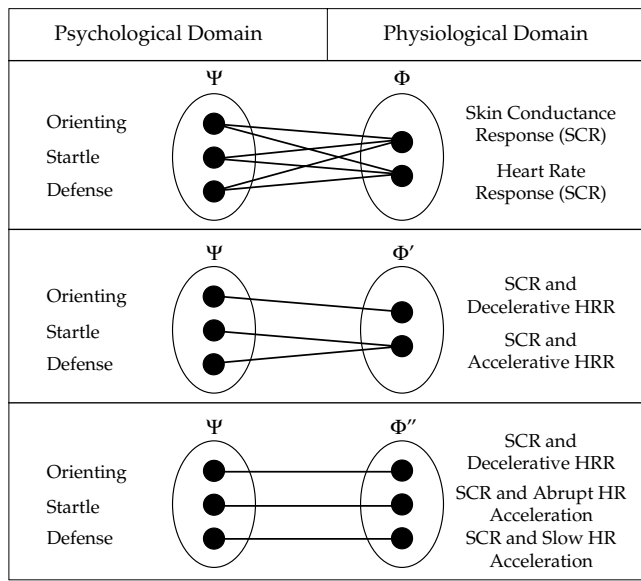 Psychological Domain
Physiological Domain
Ψ
Φ
Orienting
Startle
Defense
Skin Conductance
Response (SCR)
Heart Rate
Response (SCR)
Ψ
Φ′
Orienting
Startle
Defense
SCR and
Decelerative HRR
SCR and
Accelerative HRR
Ψ
Φ″
Orienting
Startle
Defense
SCR and
Decelerative HRR
SCR and Abrupt HR
Acceleration
SCR and Slow HR
Acceleration